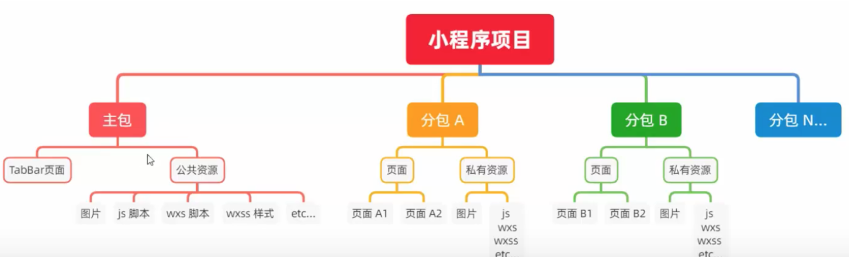 小程序项目
主包
分包 A
分包 B
分包 N...
TabBar页面
公共资源
页面
私有资源
页面
私有资源
图片
js 脚本
wxs 脚本
wxss 样式
etc...
页面 A1
页面 A2
图片
js
wxs
wxss
etc
页面 B1
页面 B2
图片
js
wxs
wxss
etc